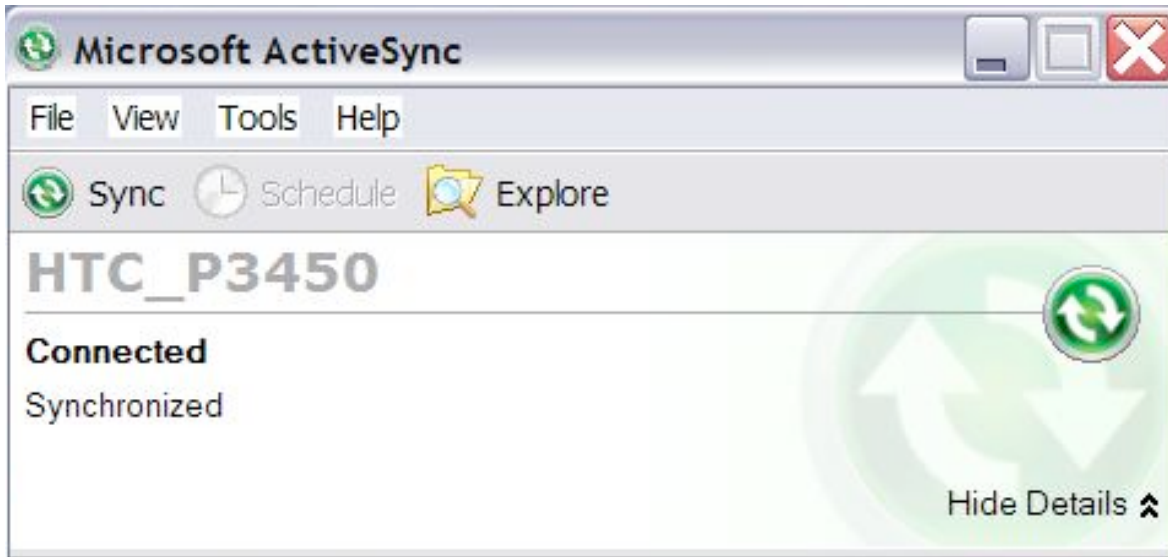 Microsoft ActiveSync
File View Tools Help
Sync Schedule Explore
HTC_P3450
Connected
Synchronized
Hide Details